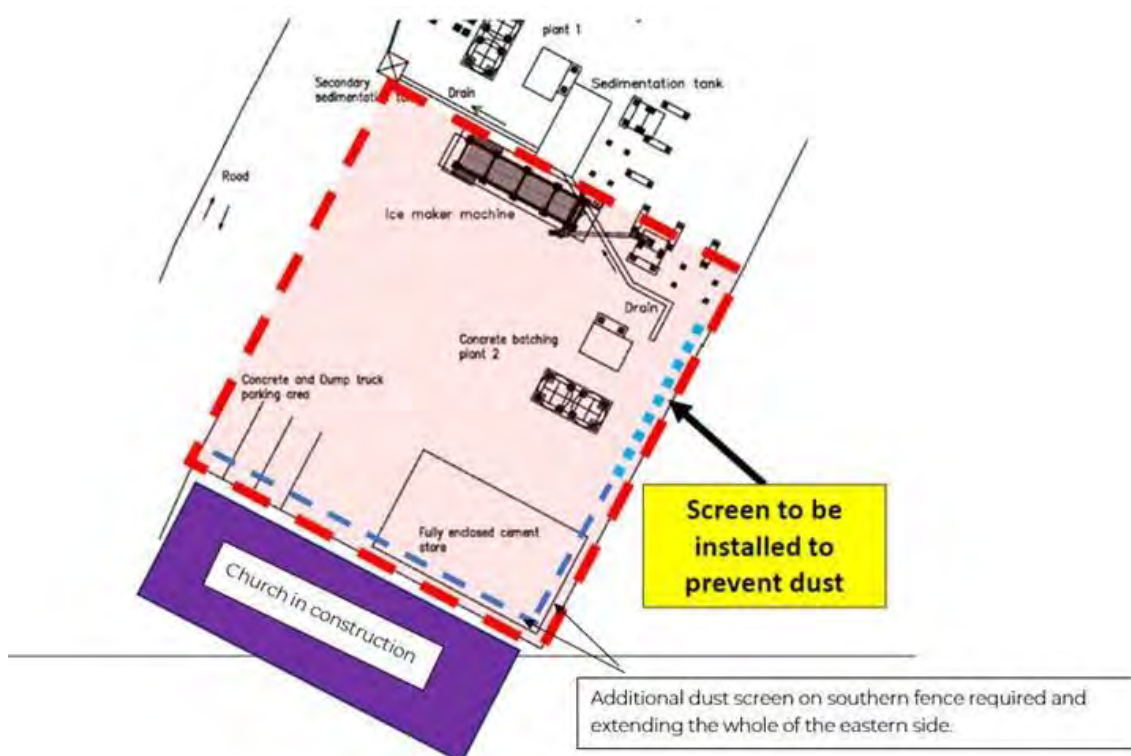 plant 1
Sedimentation tank
Secondary
sedimentation
Drain
Road
Ice maker machine
Drain
Concrete batching
plant 2
Concrete and Dump truck
parking area
Screen to be
installed to
prevent dust
Fully enclosed cement
store
Church in construction
Additional dust screen on southern fence required and
extending the whole of the eastern side.